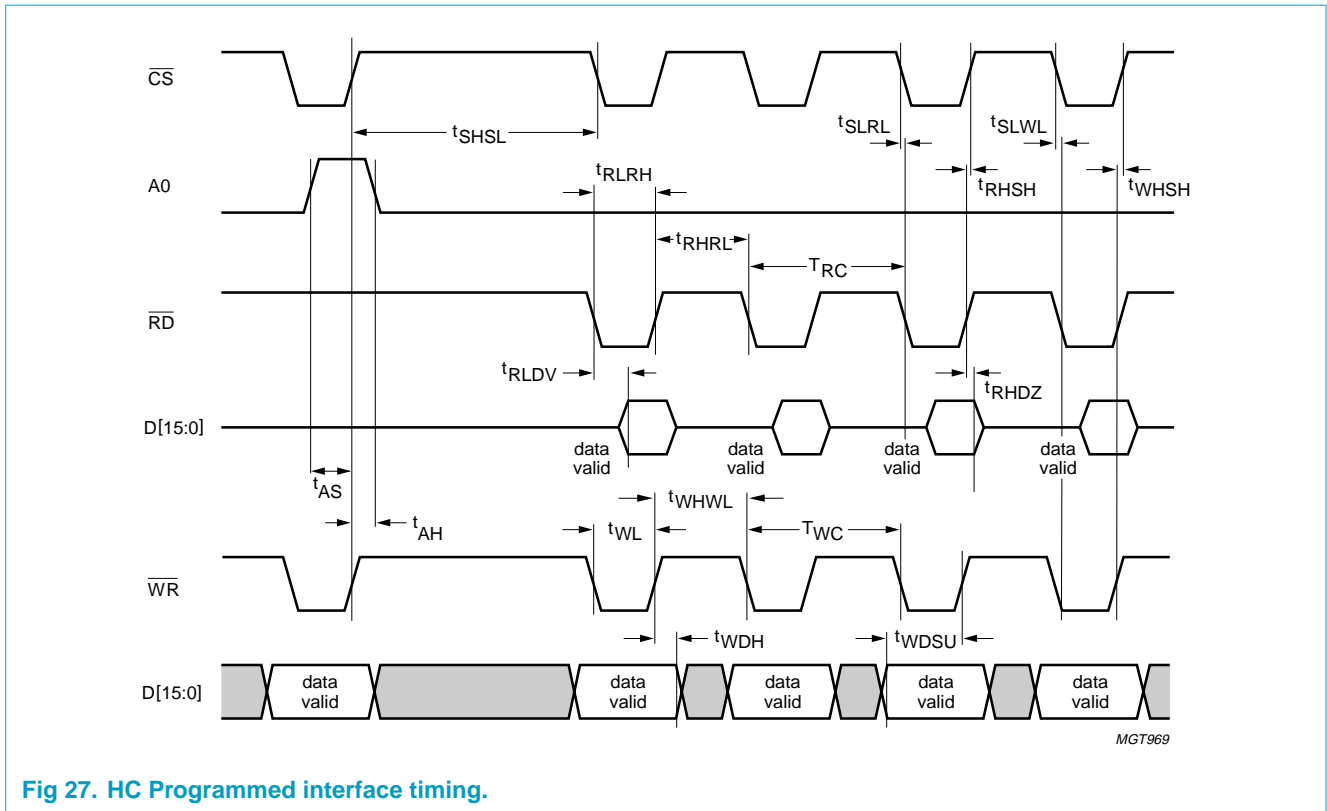 CS
tSHSL
tSLRL
tSLWL
A0
tRLRH
tRHSH
tWHSH
tRHRL
TRC
RD
tRLDV
tRHDZ
D[15:0]
data valid
data valid
data valid
data valid
tAS
tAH
tWHWL
tWL
TWC
WR
tWDH
tWDSU
D[15:0]
data valid
data valid
data valid
data valid
data valid
MGT969
Fig 27. HC Programmed interface timing.